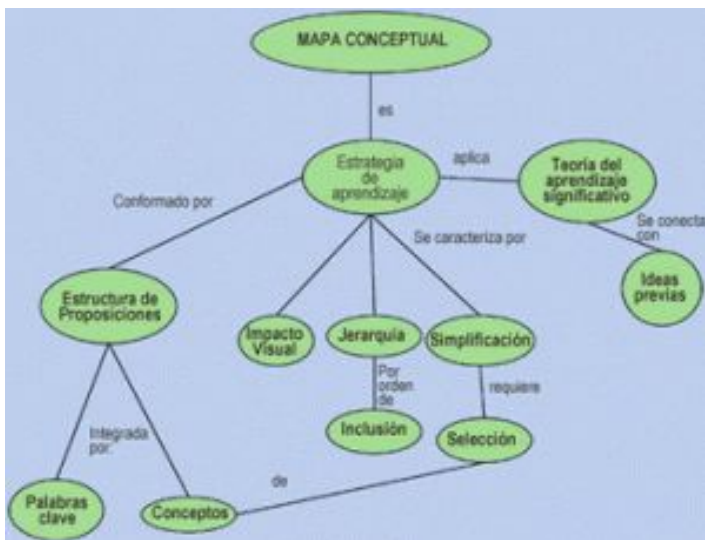 MAPA CONCEPTUAL
es
Estrategia
de
aprendizaje
aplica
Teoría del
aprendizaje
significativo
Conformado por
Se caracteriza por
Se conecta
con
Estructura de
Proposiciones
Impacto
Visual
Jerarquía
Simplificación
Ideas
previas
Por
orden
de
requiere
Integrada
por:
Inclusión
Selección
de
Palabras
clave
Conceptos